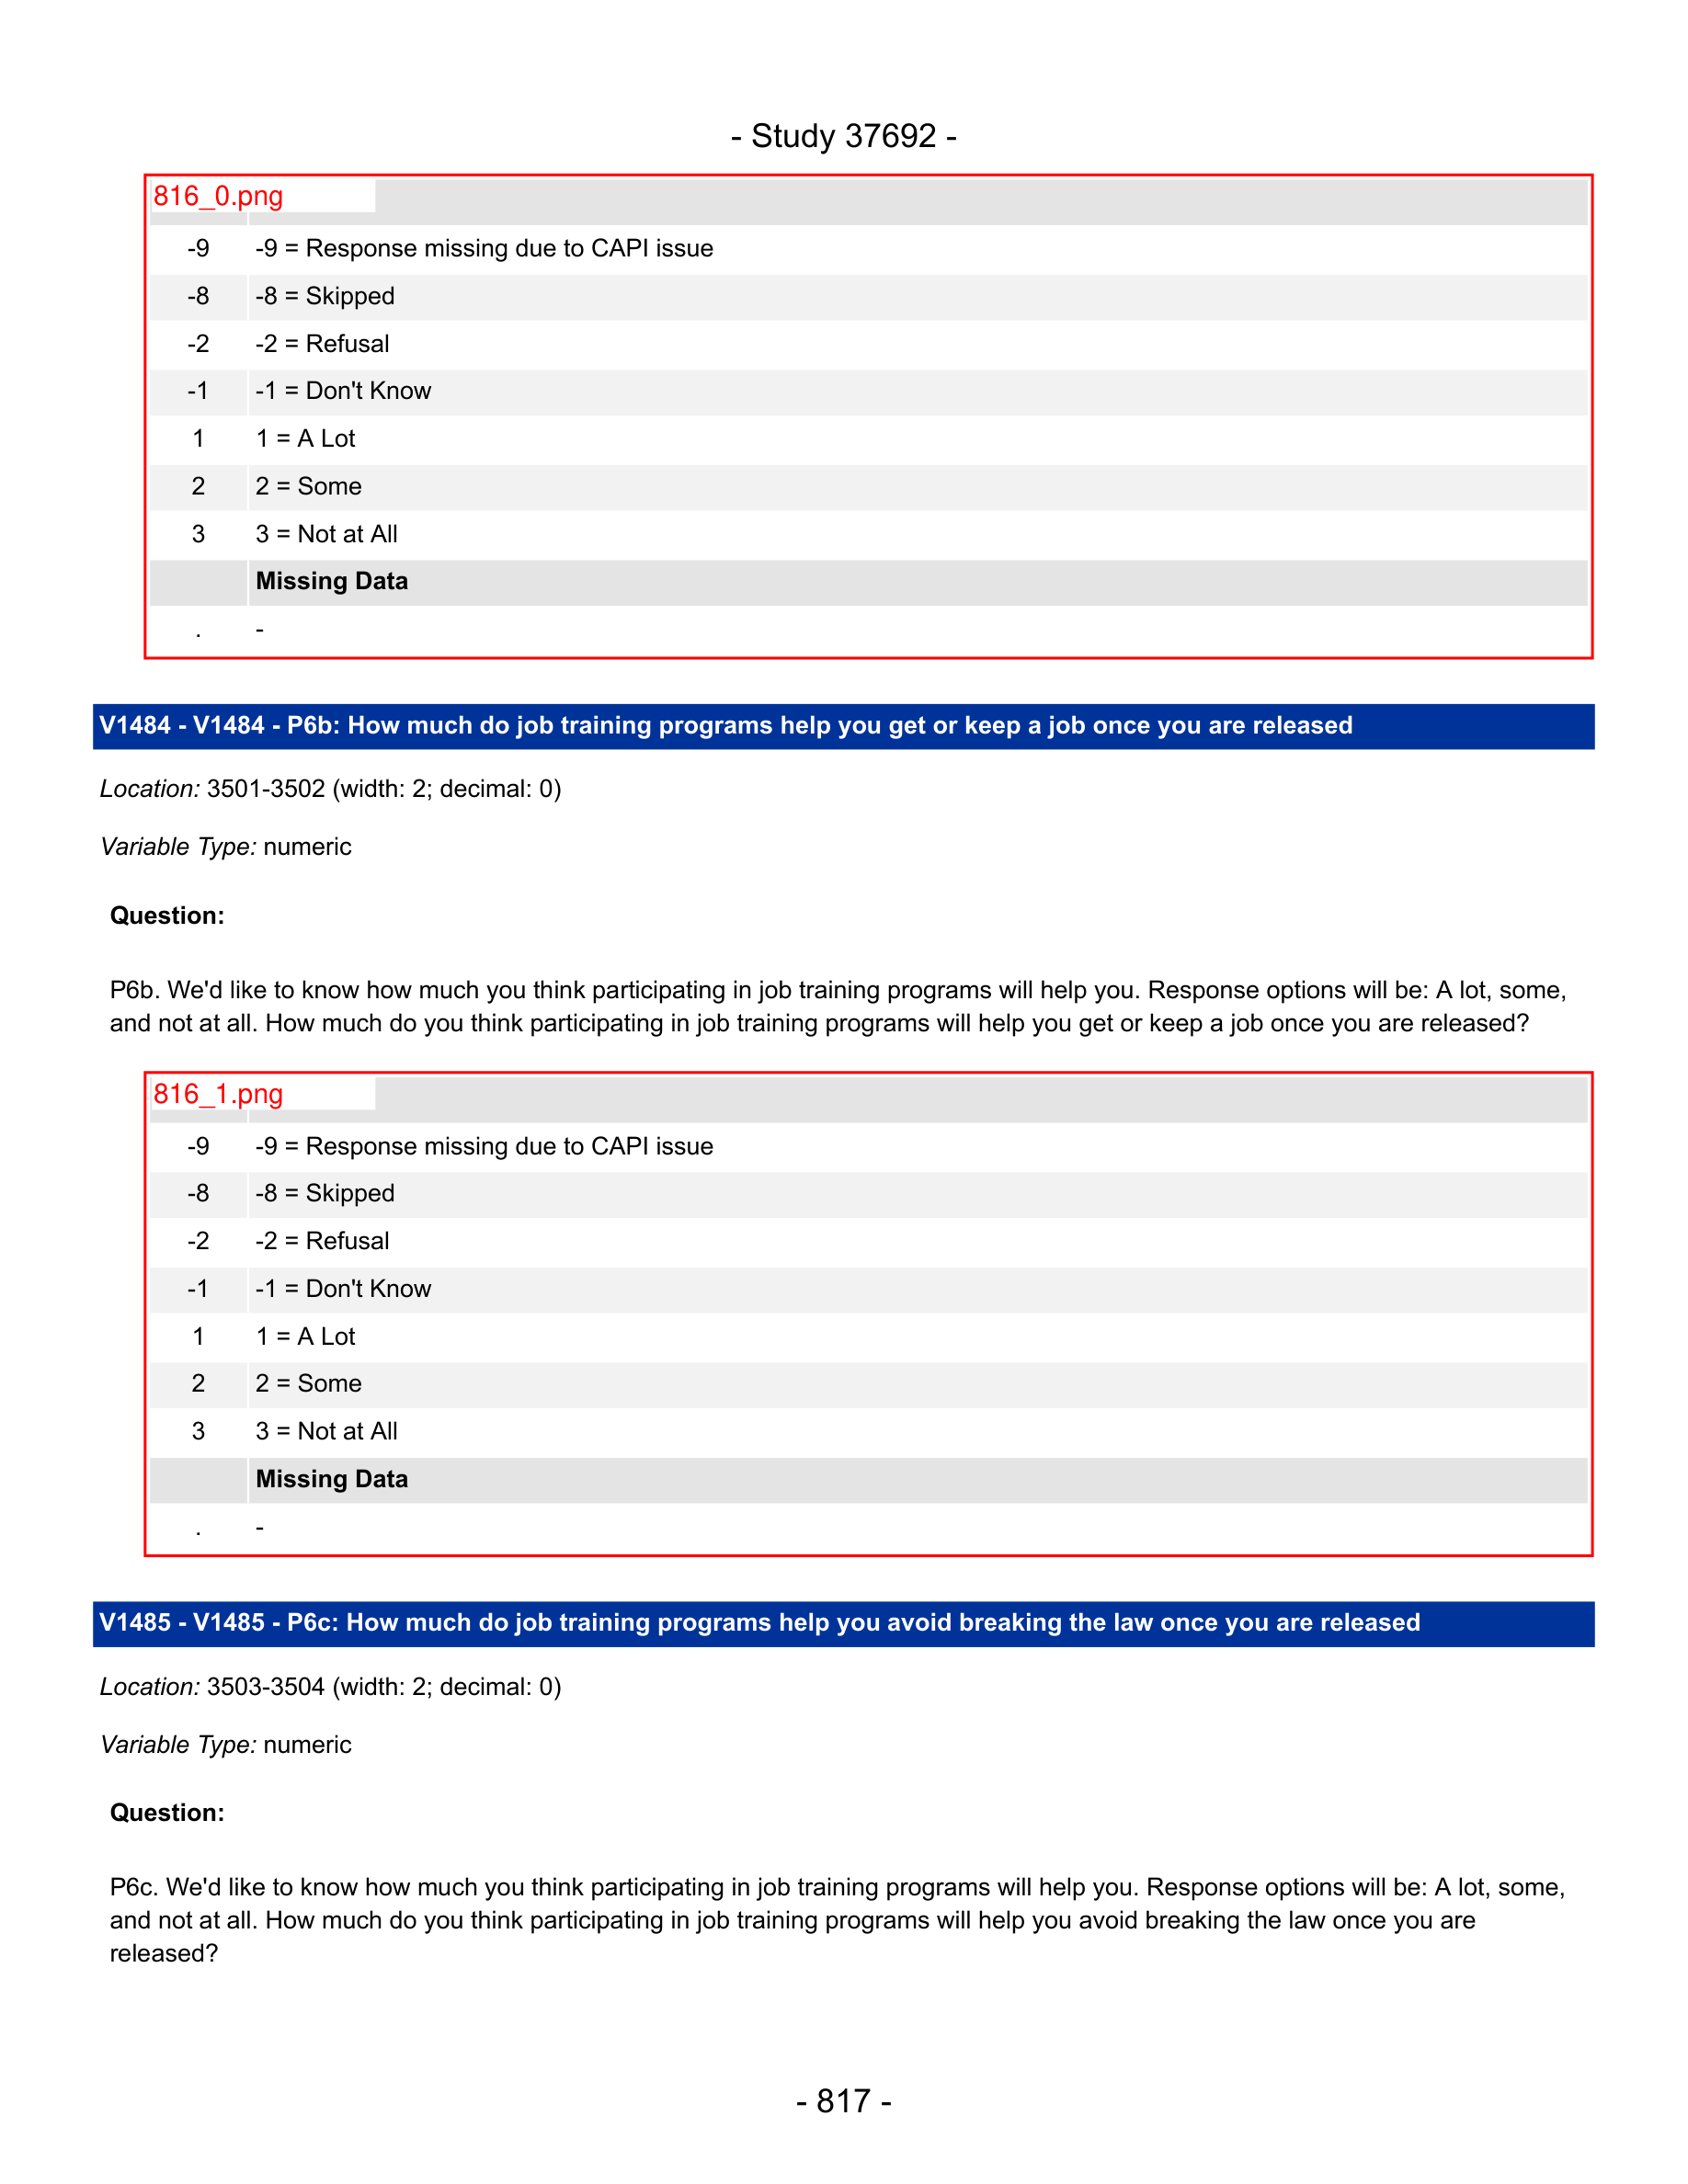 - Study 37692 -
816_0.png
-9 -9 = Response missing due to CAPI issue
-8 -8 = Skipped
-2 -2 = Refusal
-1 -1 = Don't Know
1 1 = A Lot
2 2 = Some
3 3 = Not at All
Missing Data
. -
V1484 - V1484 - P6b: How much do job training programs help you get or keep a job once you are released
Location: 3501-3502 (width: 2; decimal: 0)
Variable Type: numeric
Question:
P6b. We'd like to know how much you think participating in job training programs will help you. Response options will be: A lot, some,
and not at all. How much do you think participating in job training programs will help you get or keep a job once you are released?
816_1.png
-9 -9 = Response missing due to CAPI issue
-8 -8 = Skipped
-2 -2 = Refusal
-1 -1 = Don't Know
1 1 = A Lot
2 2 = Some
3 3 = Not at All
Missing Data
. -
V1485 - V1485 - P6c: How much do job training programs help you avoid breaking the law once you are released
Location: 3503-3504 (width: 2; decimal: 0)
Variable Type: numeric
Question:
P6c. We'd like to know how much you think participating in job training programs will help you. Response options will be: A lot, some,
and not at all. How much do you think participating in job training programs will help you avoid breaking the law once you are
released?
- 817 -